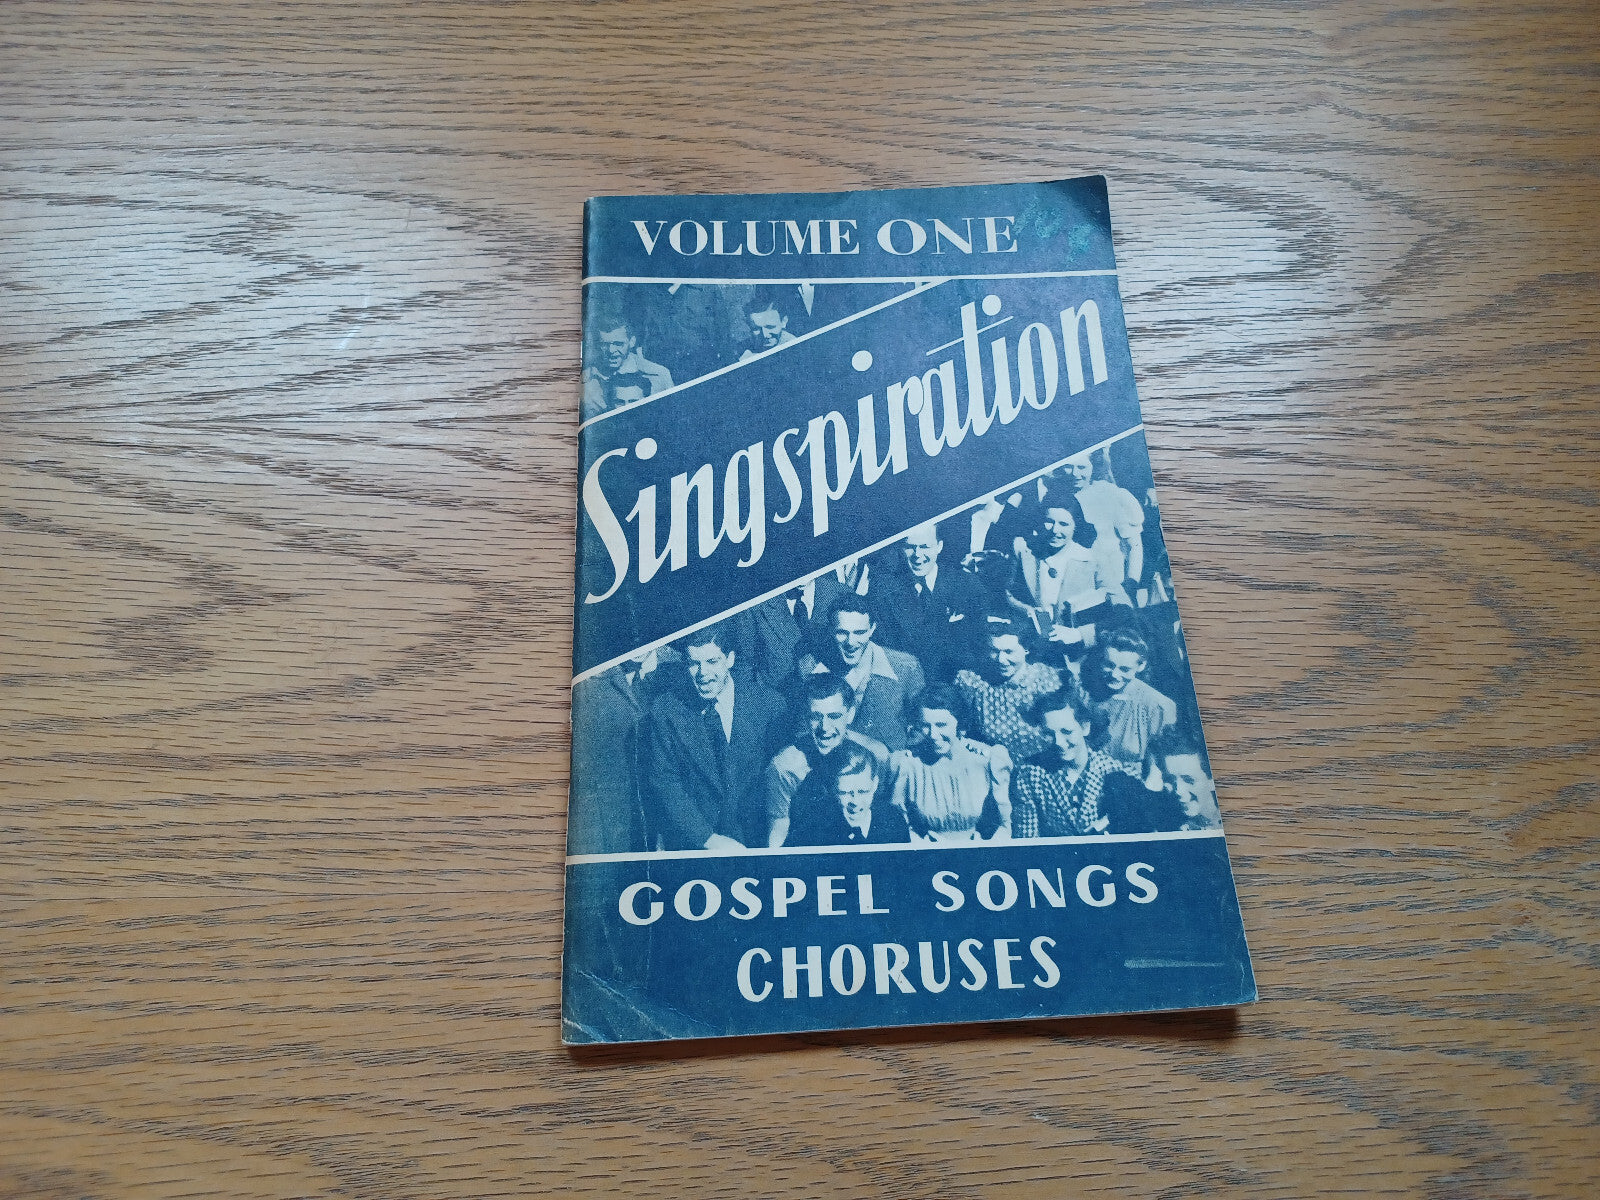 VOLUME ONE
Singspiration
GOSPEL SONGS
CHORUSES